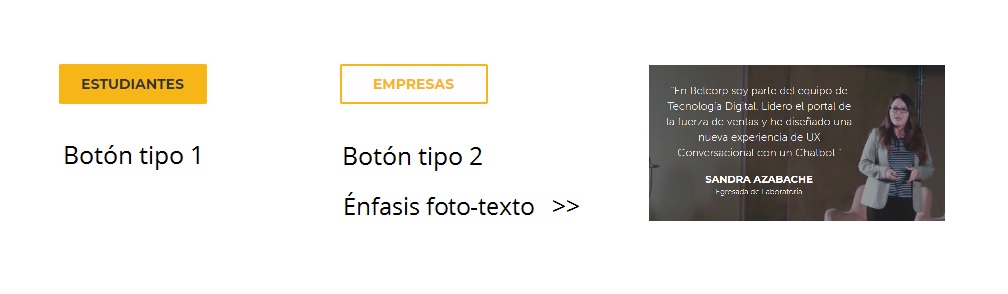 ESTUDIANTES
Botón tipo 1
EMPRESAS
Botón tipo 2
Énfasis foto-texto >>
"En Belcorp soy parte del equipo de
Tecnología Digital. Lidero el portal de
la fuerza de ventas y he diseñado una
nueva experiencia de UX
Conversacional con un Chatbot."
SANDRA AZABACHE
Egresada de Laboratoria